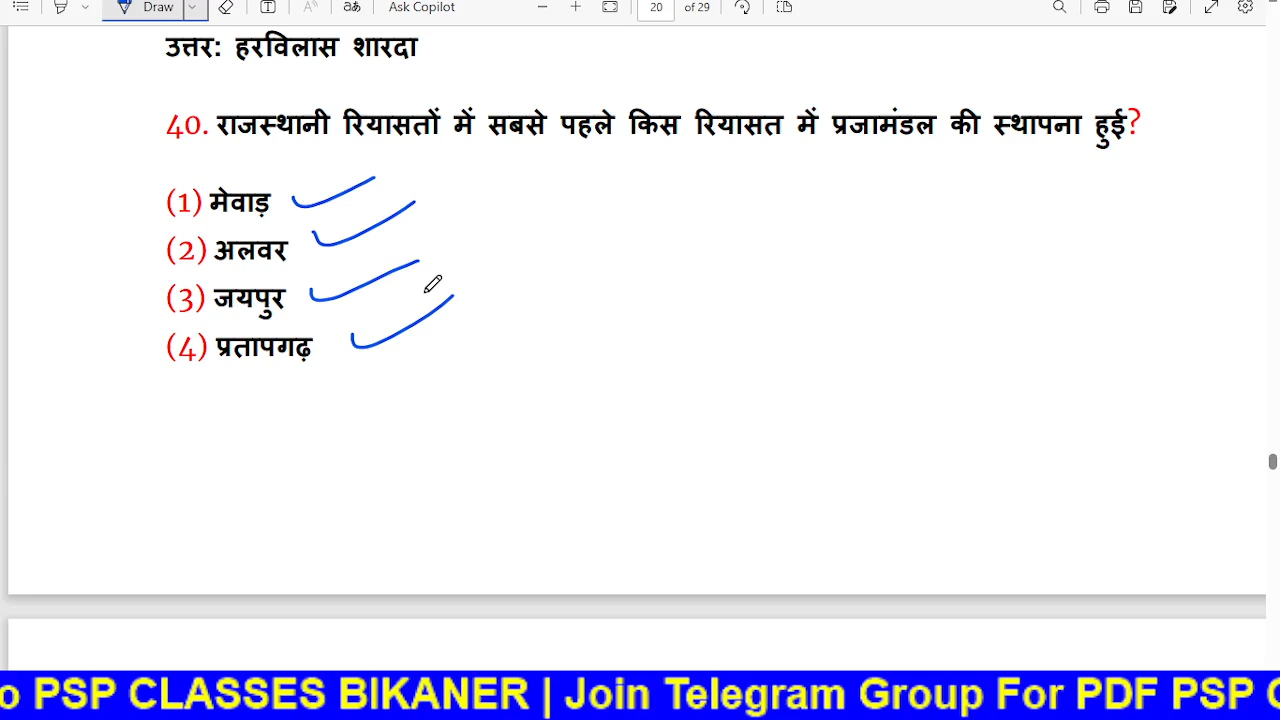 Draw
Ask Copilot
20 of 29
उत्तर: हरविलास शारदा
40. राजस्थानी रियासतों में सबसे पहले किस रियासत में प्रजामंडल की स्थापना हुई?
(1) मेवाड़
(2) अलवर
(3) जयपुर
(4) प्रतापगढ़
o PSP CLASSES BIKANER | Join Telegram Group For PDF PSP C